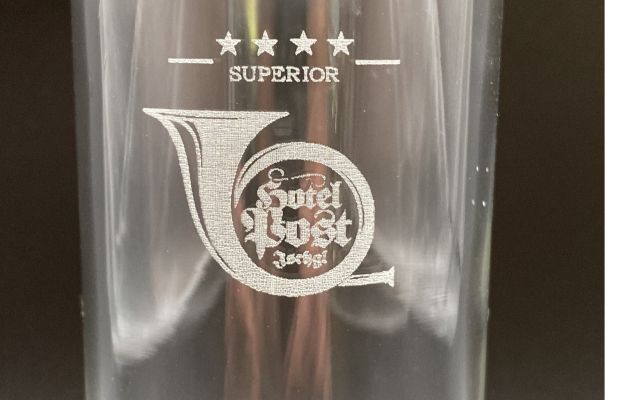 SUPERIOR
Hotel
Post
Ischgl